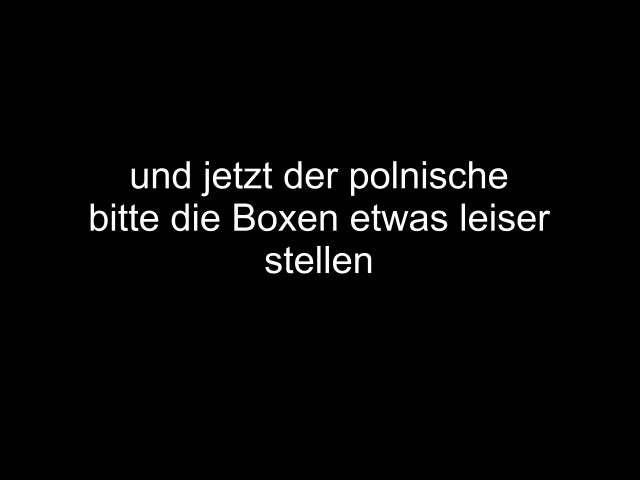 und jetzt der polnische
bitte die Boxen etwas leiser
stellen